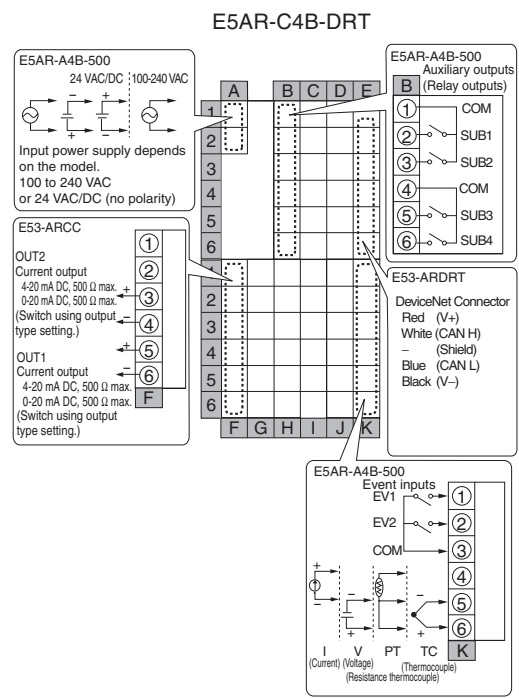 E5AR-C4B-DRT
E5AR-A4B-500
24 VAC/DC 100-240 VAC
− +
+ −
Input power supply depends
on the model.
100 to 240 VAC
or 24 VAC/DC (no polarity)
A B C D E
1
2
3
4
5
6
1
2
3
4
5
6
F G H I J K
E5AR-A4B-500
Auxiliary outputs
(Relay outputs)
B
1 COM
2 SUB1
3 SUB2
4 COM
5 SUB3
6 SUB4
E53-ARCC
1
2
3
4
5
6
F
OUT2
Current output
4-20 mA DC, 500 Ω max. +
0-20 mA DC, 500 Ω max.
(Switch using output −
type setting.)
OUT1 +
Current output −
4-20 mA DC, 500 Ω max.
0-20 mA DC, 500 Ω max.
(Switch using output
type setting.)
E53-ARDRT
DeviceNet Connector
Red (V+)
White (CAN H)
– (Shield)
Blue (CAN L)
Black (V–)
E5AR-A4B-500
Event inputs
EV1 1
EV2 2
COM 3
4
5
6
K
+ −
− +
− +
I V PT TC
(Current) (Voltage) (Thermocouple)
(Resistance thermocouple)